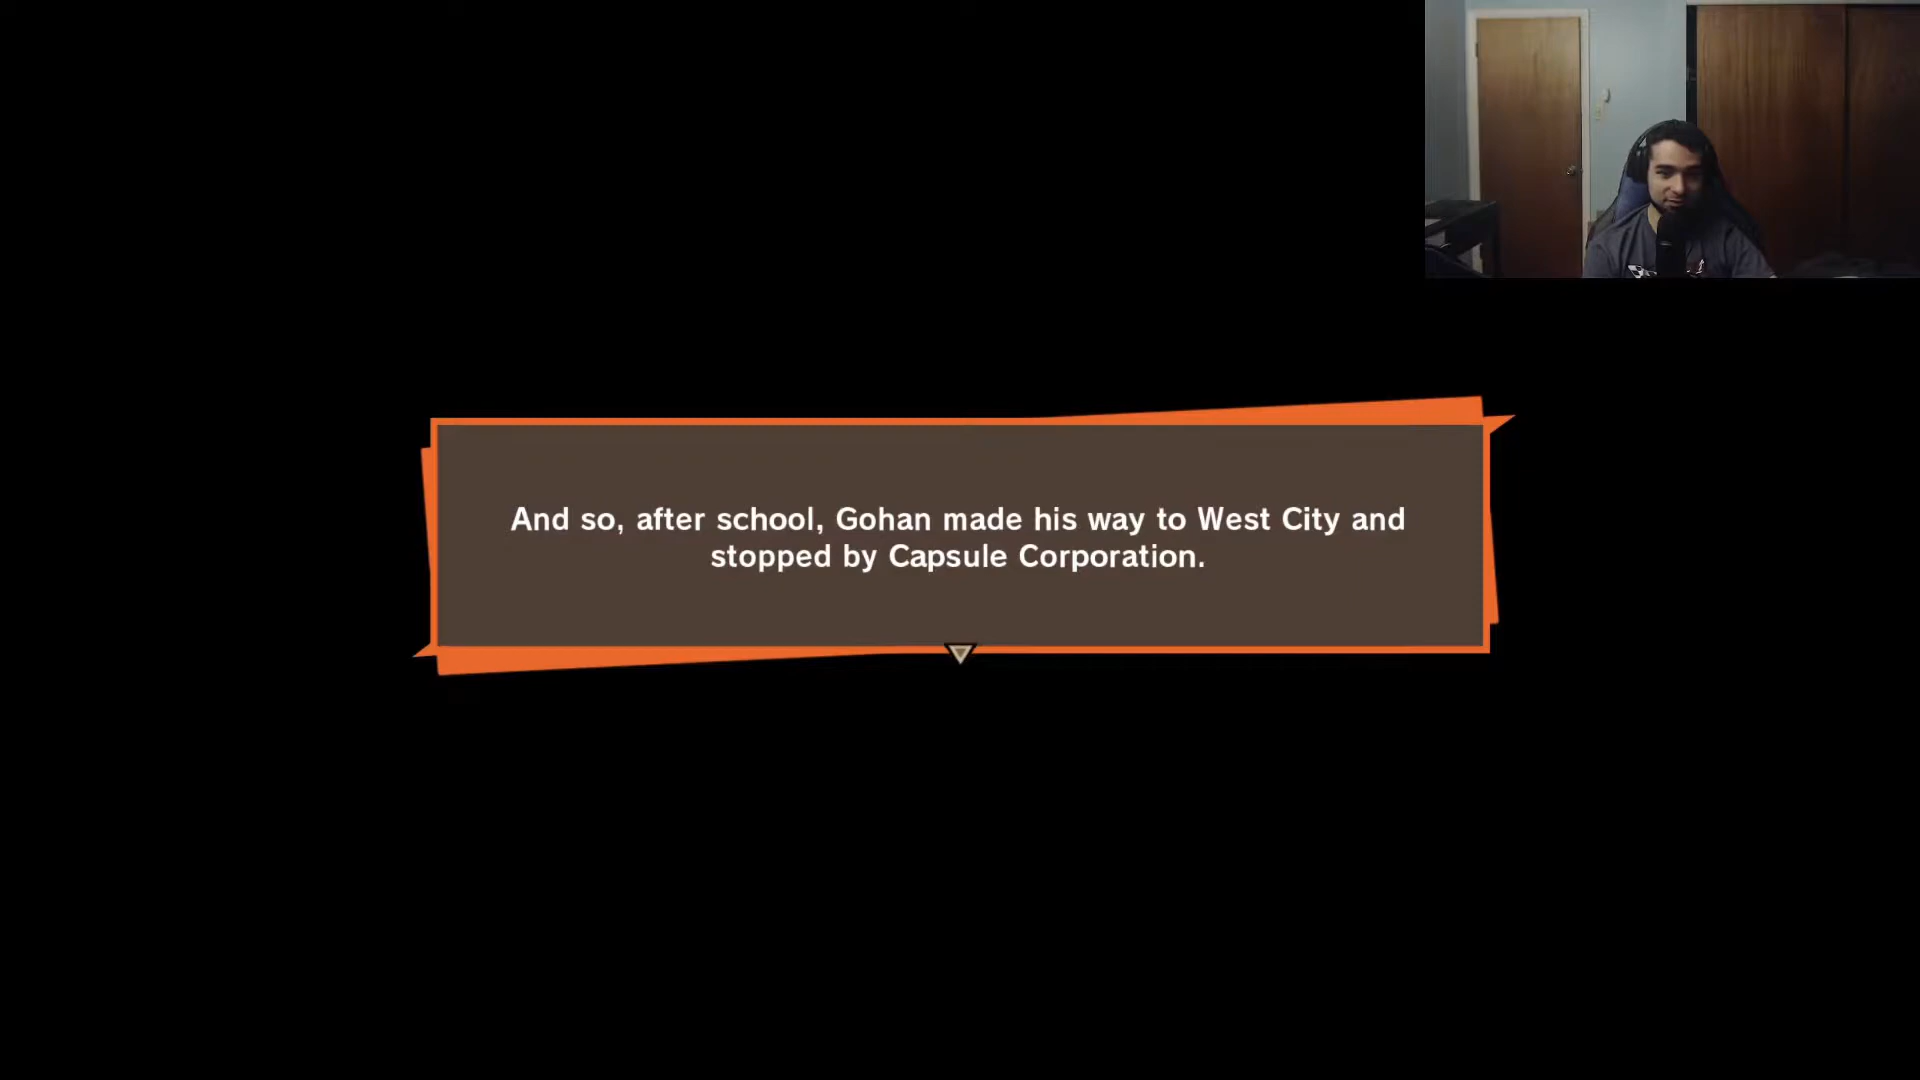 And so, after school, Gohan made his way to West City and
stopped by Capsule Corporation.